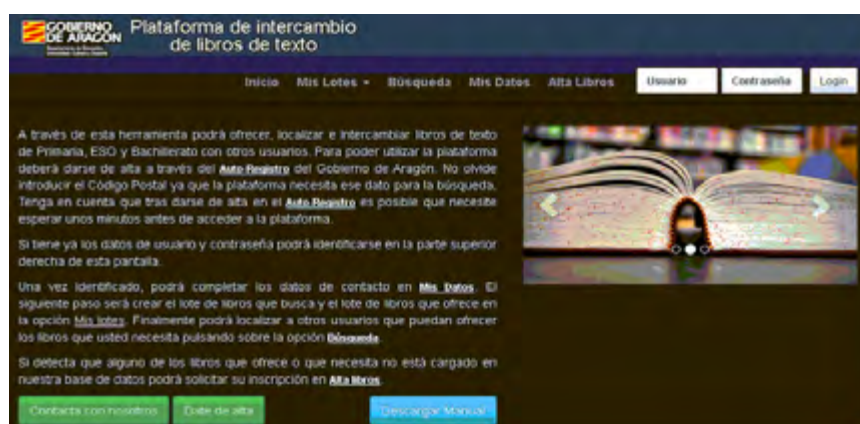 GOBIERNO
DE ARAGON
Plataforma de intercambio
de libros de texto
Inicio Mis Lotes Búsqueda Mis Datos Alta Libros Usuario Contraseña Login
A través de esta herramienta podrá ofrecer, localizar e intercambiar libros de texto
de Primaria, ESO y Bachillerato con otros usuarios. Para poder utilizar la plataforma
deberá darse de alta a través del Auto Registro del Gobierno de Aragón. No olvide
introducir el Código Postal ya que la plataforma necesita ese dato para la búsqueda.
Tenga en cuenta que tras darse de alta en el Auto Registro es posible que necesite
esperar unos minutos antes de acceder a la plataforma.
Si tiene ya los datos de usuario y contraseña podrá identificarse en la parte superior
derecha de esta pantalla.
Una vez identificado, podrá completar los datos de contacto en Mis Datos. El
siguiente paso será crear el lote de libros que busca y el lote de libros que ofrece en
la opción Mis lotes. Finalmente podrá localizar a otros usuarios que puedan ofrecer
los libros que usted necesita pulsando sobre la opción Búsqueda.
Si detecta que alguno de los libros que ofrece o que necesita no está cargado en
nuestra base de datos podrá solicitar su inscripción en Alta libros.
Contacta con nosotros Date de alta Descargar Manual